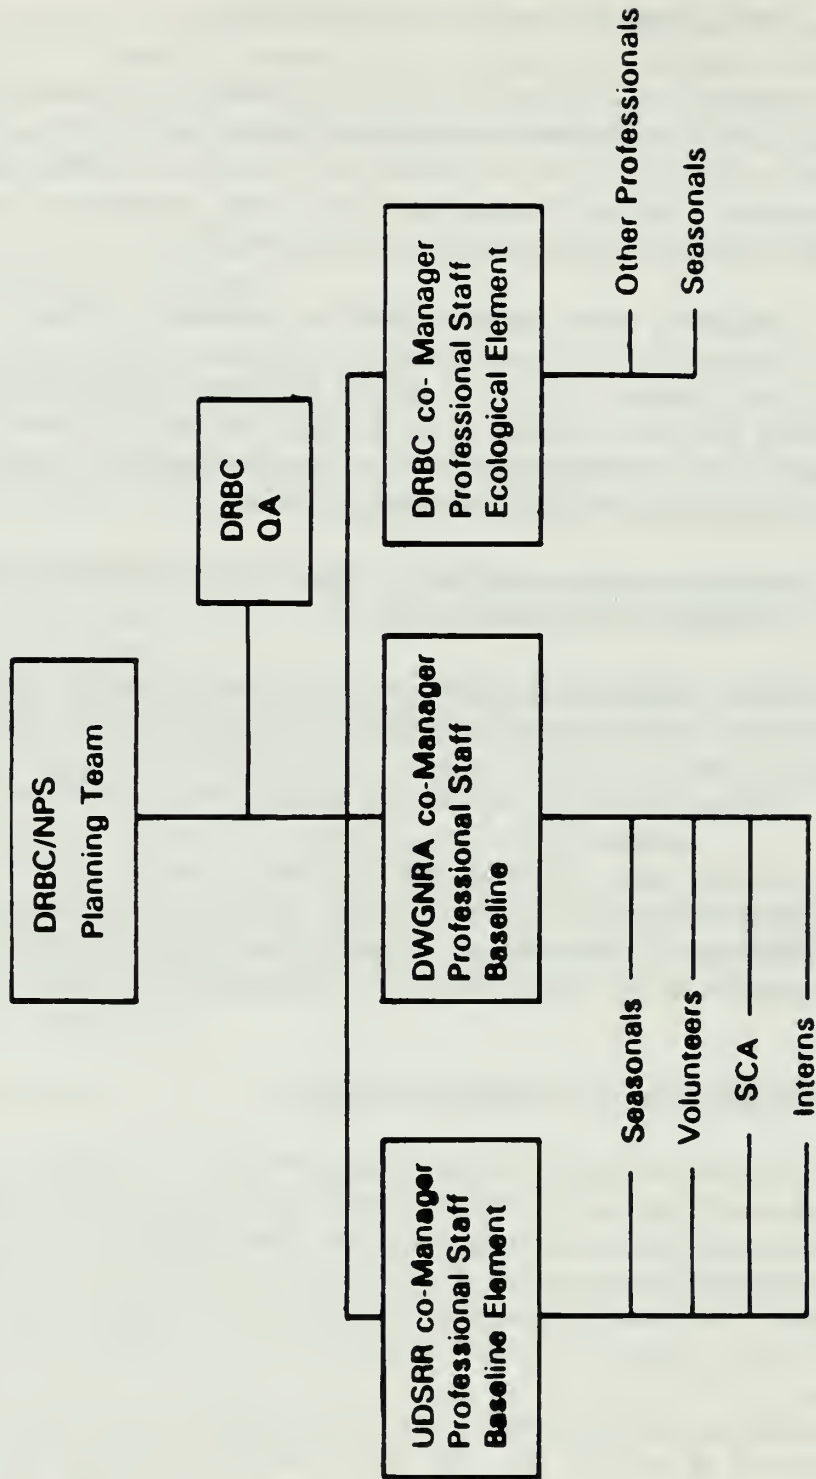 DRBC/NPS
Planning Team
DRBC
QA
UDSRR co-Manager
Professional Staff
Baseline Element
DWGNRA co-Manager
Professional Staff
Baseline
DRBC co- Manager
Professional Staff
Ecological Element
Seasonals
Volunteers
SCA
Interns
Other Professionals
Seasonals